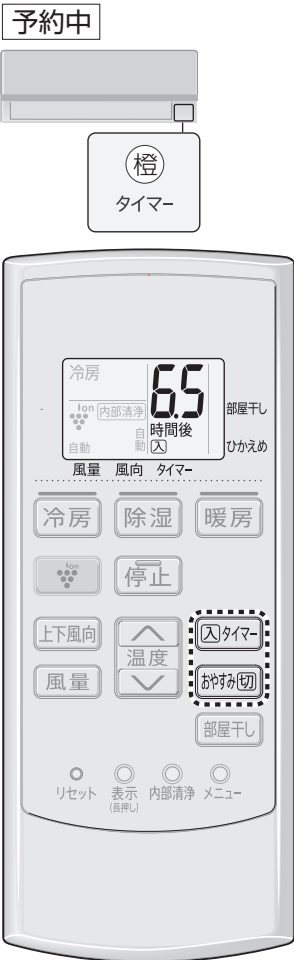 予約中
橙
タイマー
冷房
6.5
部屋干し
ion 内部清浄 自動 時間後
自動 入 ひかえめ
風量 風向 タイマー
冷房 除湿 暖房
ion 停止
上下風向 温度 入タイマー
風量 おやすみ切
部屋干し
リセット 表示 内部清浄 メニュー
(長押し)